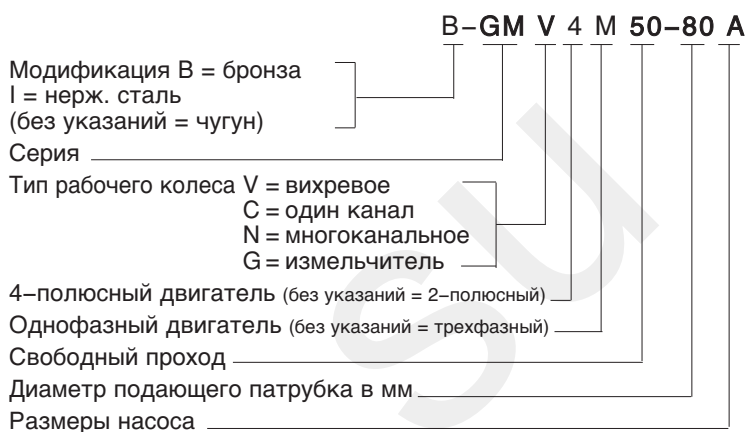 B–GM V 4 M 50–80 A
Модификация B = бронза
I = нерж. сталь
(без указаний = чугун)
Серия
Тип рабочего колеса V = вихревое
C = один канал
N = многоканальное
G = измельчитель
4–полюсный двигатель (без указаний = 2–полюсный)
Однофазный двигатель (без указаний = трехфазный)
Свободный проход
Диаметр подающего патрубка в мм
Размеры насоса
su